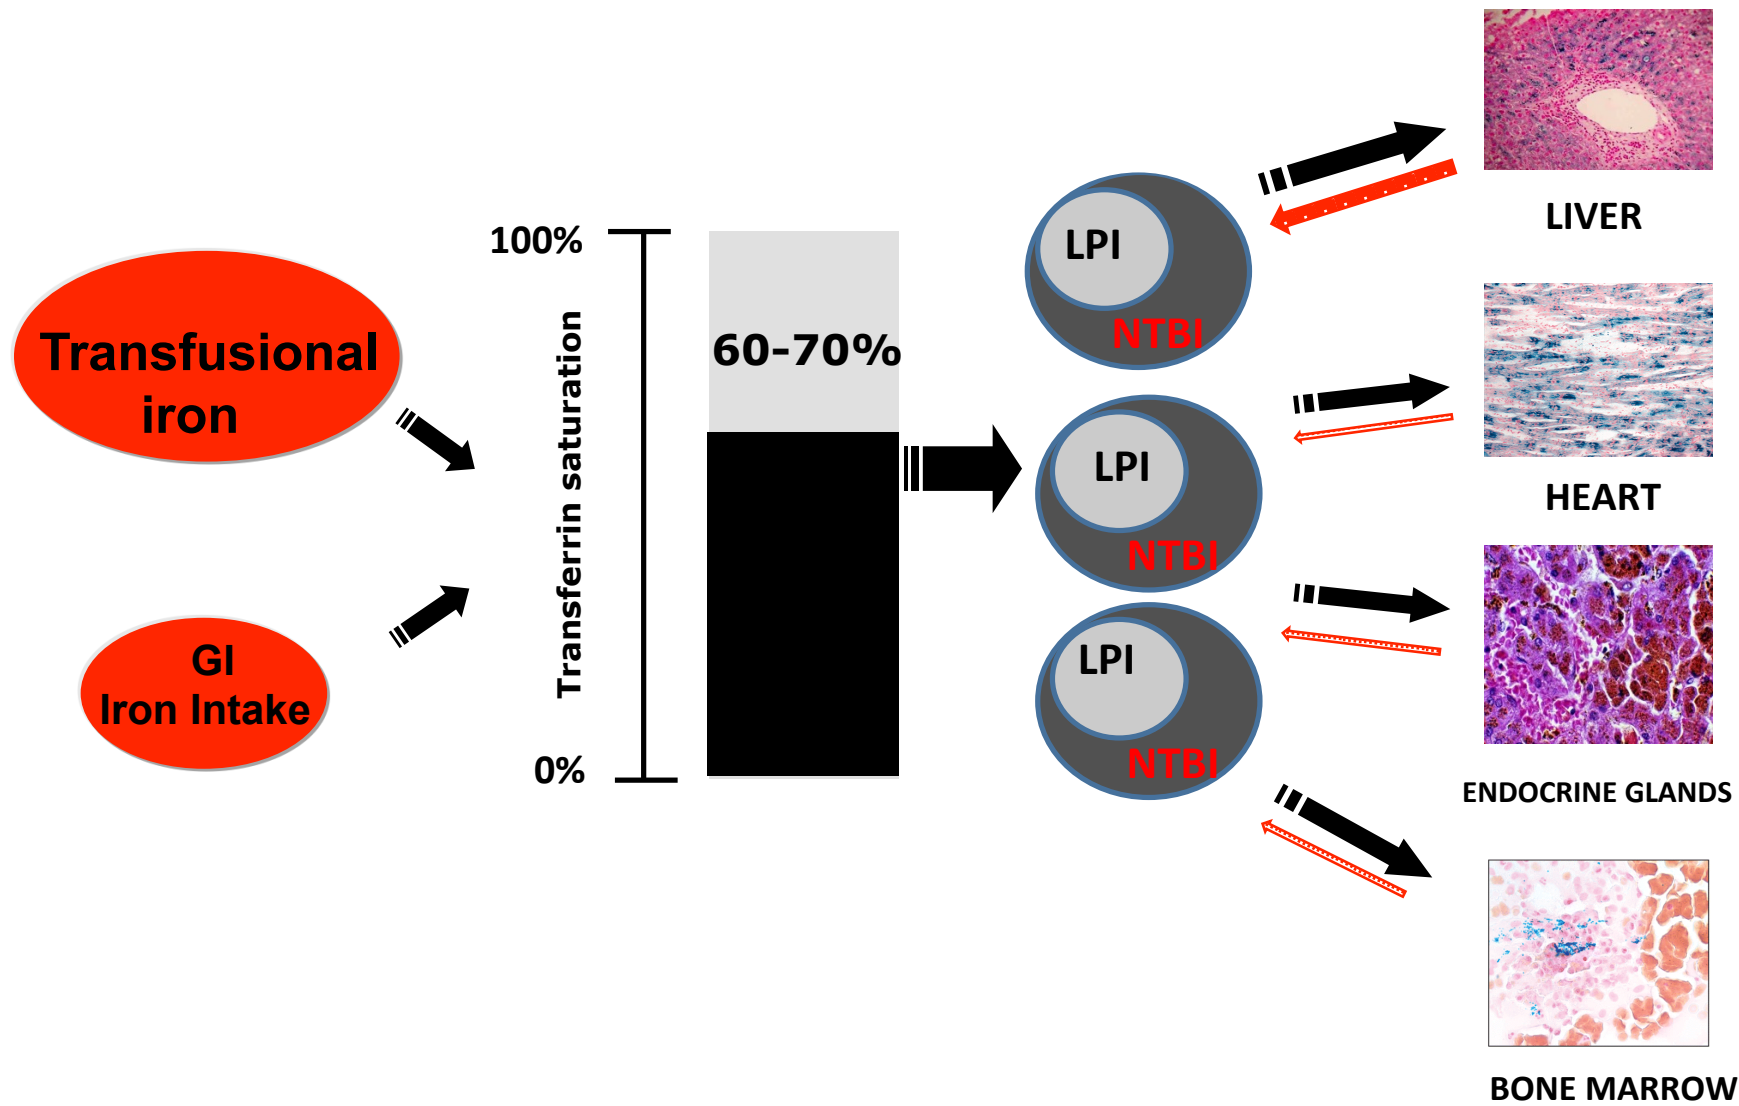 Transfusional
iron
GI
Iron Intake
100%
Transferrin saturation
0%
60-70%
LPI
NTBI
LPI
NTBI
LPI
NTBI
LIVER
HEART
ENDOCRINE GLANDS
BONE MARROW